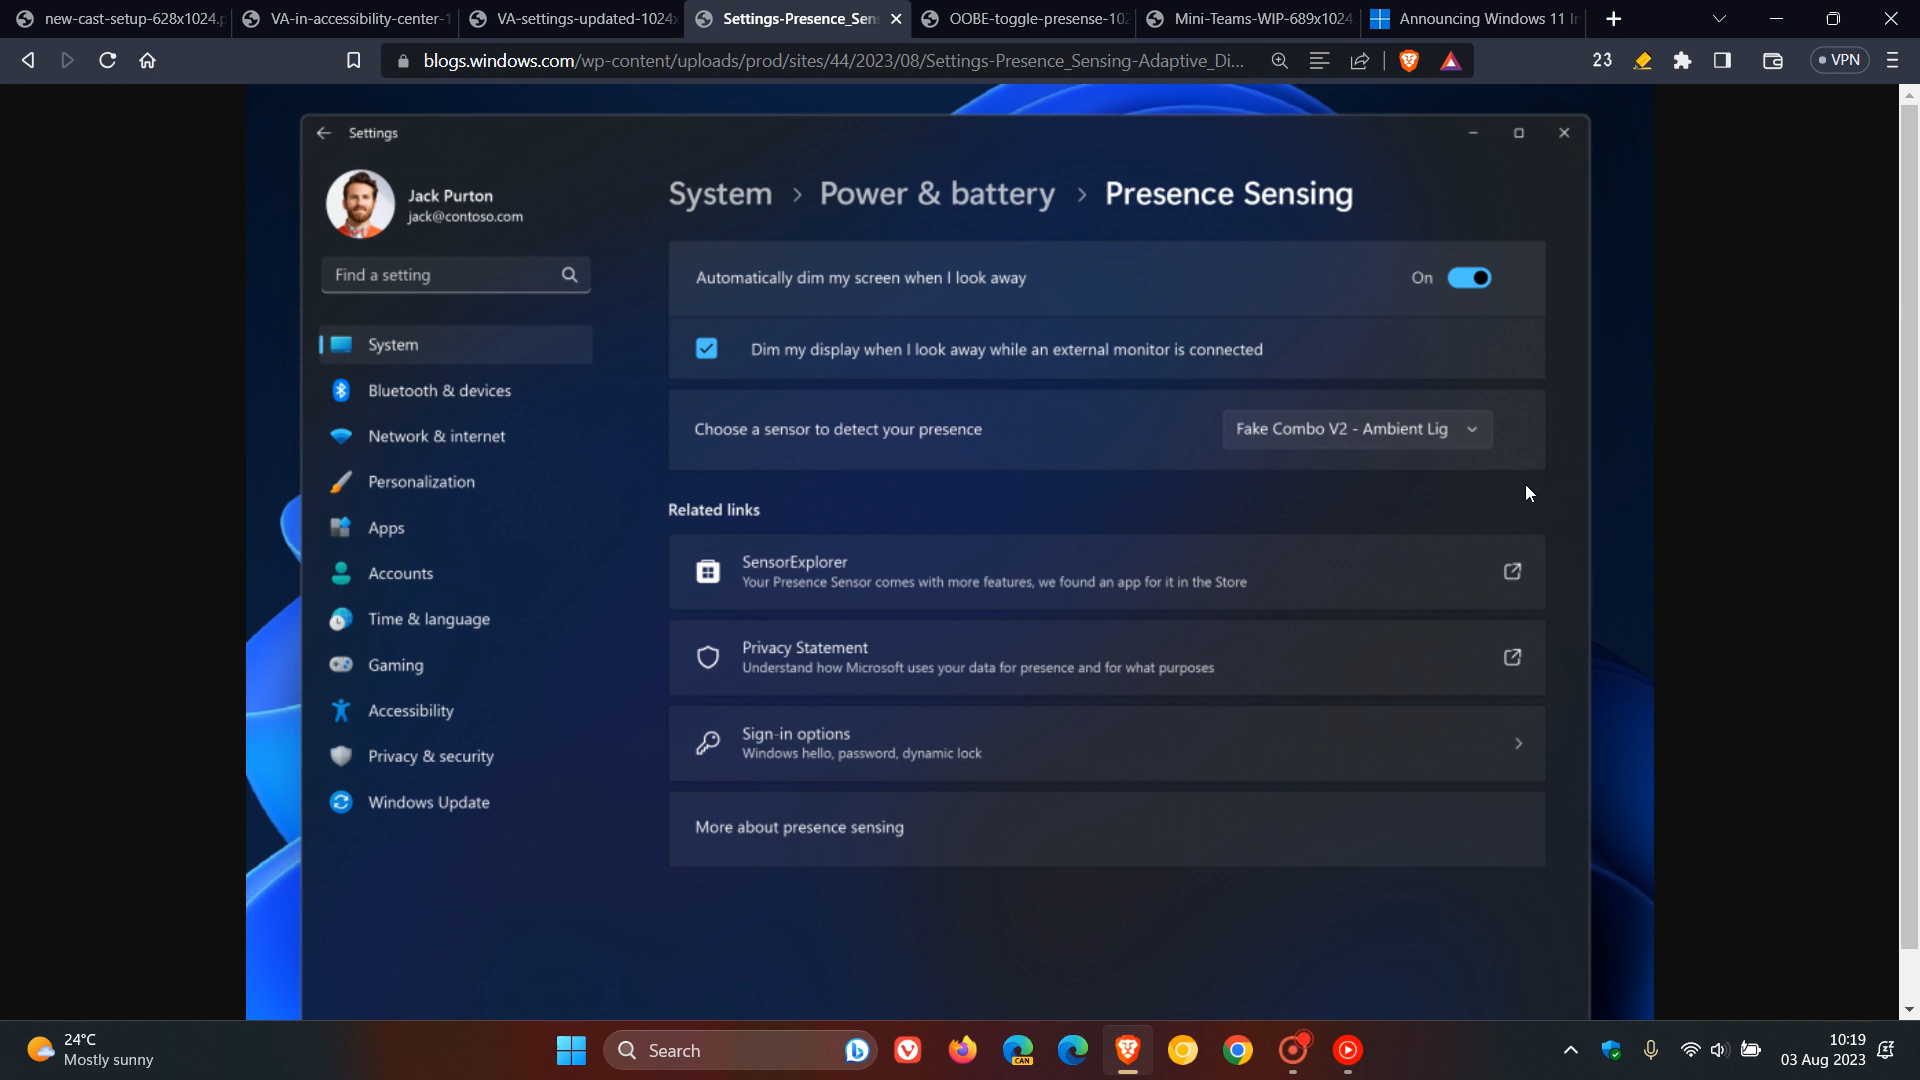 new-cast-setup-628x1024.
VA-in-accessibility-center-1
VA-settings-updated-1024x
Settings-Presence_Sen
OOBE-toggle-presense-102
Mini-Teams-WIP-689x1024
Announcing Windows 11 In
blogs.windows.com/wp-content/uploads/prod/sites/44/2023/08/Settings-Presence_Sensing-Adaptive_Di...
23
VPN
Settings
Jack Purton
jack@contoso.com
Find a setting
System
Bluetooth & devices
Network & internet
Personalization
Apps
Accounts
Time & language
Gaming
Accessibility
Privacy & security
Windows Update
System > Power & battery > Presence Sensing
Automatically dim my screen when I look away
On
Dim my display when I look away while an external monitor is connected
Choose a sensor to detect your presence
Fake Combo V2 - Ambient Lig
Related links
SensorExplorer
Your Presence Sensor comes with more features, we found an app for it in the Store
Privacy Statement
Understand how Microsoft uses your data for presence and for what purposes
Sign-in options
Windows hello, password, dynamic lock
More about presence sensing
24°C
Mostly sunny
Search
CAN
10:19
03 Aug 2023